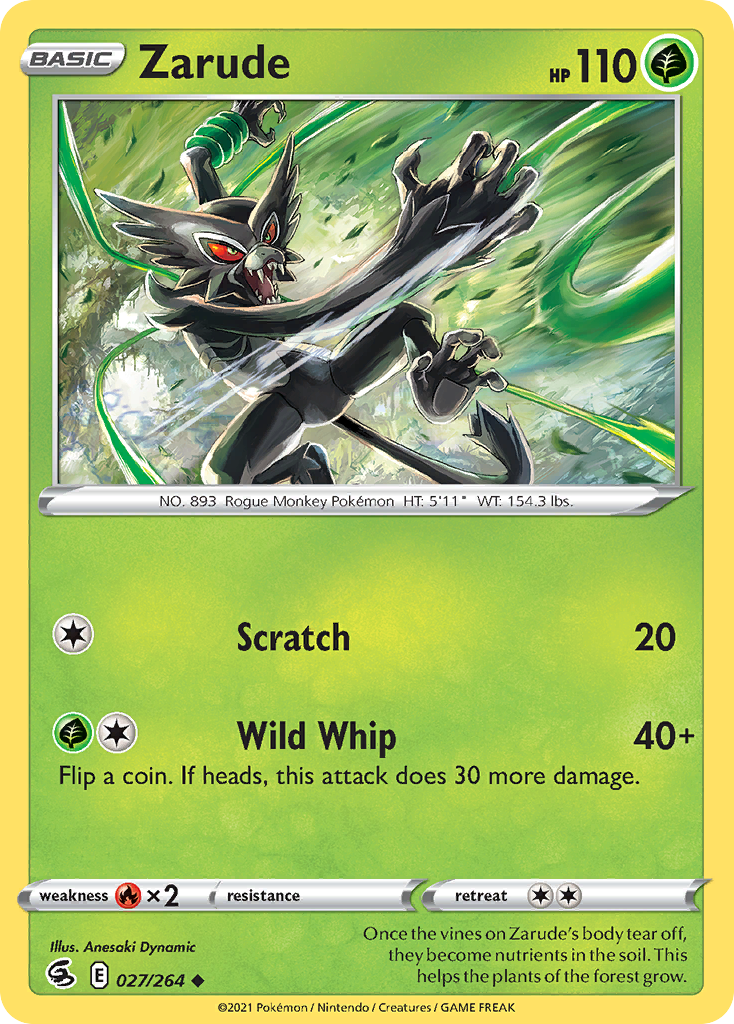 BASIC Zarude HP 110
NO. 893 Rogue Monkey Pokémon HT: 5'11" WT: 154.3 lbs.
Scratch 20
Wild Whip 40+
Flip a coin. If heads, this attack does 30 more damage.
weakness ×2 resistance retreat
Illus. Anesaki Dynamic
Once the vines on Zarude's body tear off,
they become nutrients in the soil. This
helps the plants of the forest grow.
E 027/264
©2021 Pokémon / Nintendo / Creatures / GAME FREAK